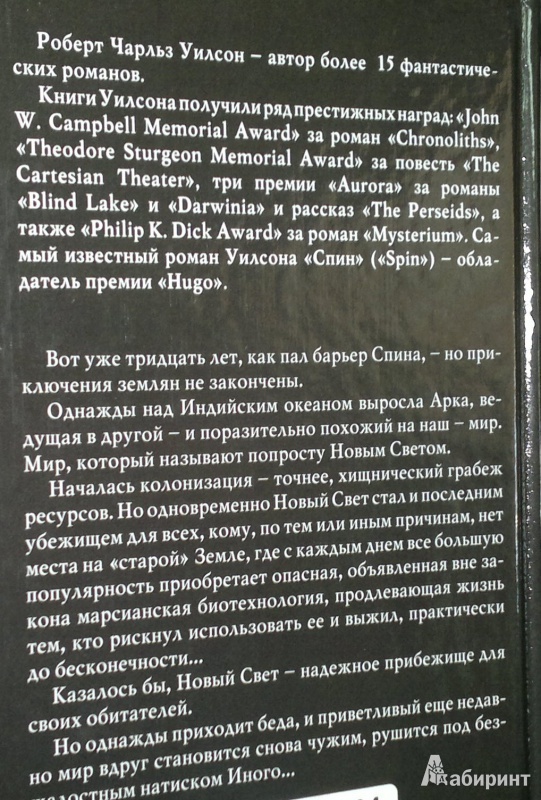 Роберт Чарльз Уилсон – автор более 15 фантастиче-
ских романов.
Книги Уилсона получили ряд престижных наград: «John
W. Campbell Memorial Award» за роман «Chronoliths»,
«Theodore Sturgeon Memorial Award» за повесть «The
Cartesian Theater», три премии «Aurora» за романы
«Blind Lake» и «Darwinia» и рассказ «The Perseids», а
также «Philip K. Dick Award» за роман «Mysterium». Са-
мый известный роман Уилсона «Спин» («Spin») – обла-
датель премии «Hugo».
Вот уже тридцать лет, как пал барьер Спина, – но при-
ключения землян не закончены.
Однажды над Индийским океаном выросла Арка, ве-
дущая в другой – и поразительно похожий на наш – мир.
Мир, который называют попросту Новым Светом.
Началась колонизация – точнее, хищнический грабеж
ресурсов. Но одновременно Новый Свет стал и последним
убежищем для всех, кому, по тем или иным причинам, нет
места на «старой» Земле, где с каждым днем все большую
популярность приобретает опасная, объявленная вне за-
кона марсианская биотехнология, продлевающая жизнь
тем, кто рискнул использовать ее и выжил, практически
до бесконечности...
Казалось бы, Новый Свет – надежное прибежище для
своих обитателей.
Но однажды приходит беда, и приветливый еще недав-
но мир вдруг становится снова чужим, рушится под без-
жалостным натиском Иного...
Лабиринт